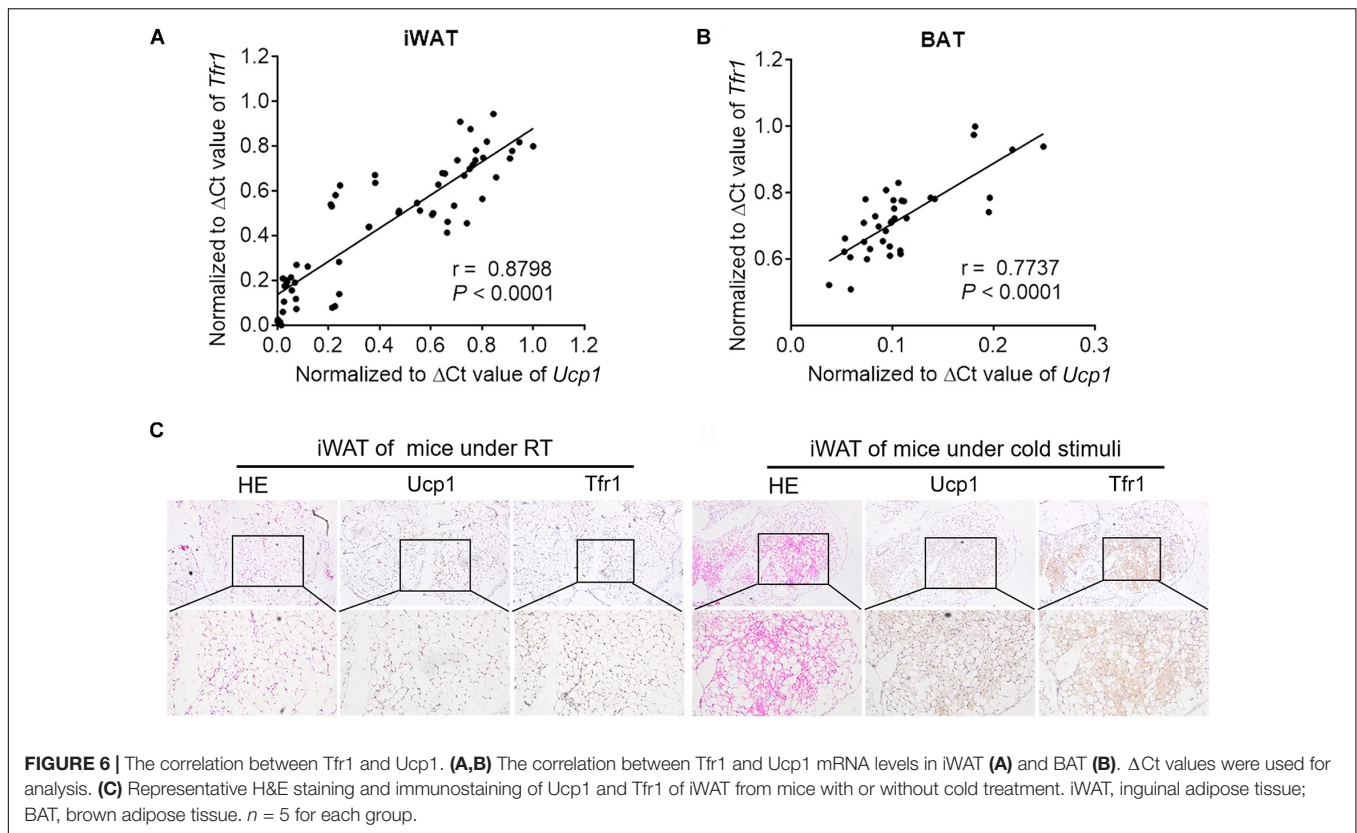 A
iWAT
Normalized to ΔCt value of Tfr1
1.2
1.0
0.8
0.6
0.4
0.2
0.0
r = 0.8798
P < 0.0001
0.0 0.2 0.4 0.6 0.8 1.0 1.2
Normalized to ΔCt value of Ucp1
B
BAT
Normalized to ΔCt value of Tfr1
1.2
1.0
0.8
0.6
r = 0.7737
P < 0.0001
0.0 0.1 0.2 0.3
Normalized to ΔCt value of Ucp1
C
iWAT of mice under RT
HE Ucp1 Tfr1
iWAT of mice under cold stimuli
HE Ucp1 Tfr1
FIGURE 6 | The correlation between Tfr1 and Ucp1. (A,B) The correlation between Tfr1 and Ucp1 mRNA levels in iWAT (A) and BAT (B). ΔCt values were used for
analysis. (C) Representative H&E staining and immunostaining of Ucp1 and Tfr1 of iWAT from mice with or without cold treatment. iWAT, inguinal adipose tissue;
BAT, brown adipose tissue. n = 5 for each group.